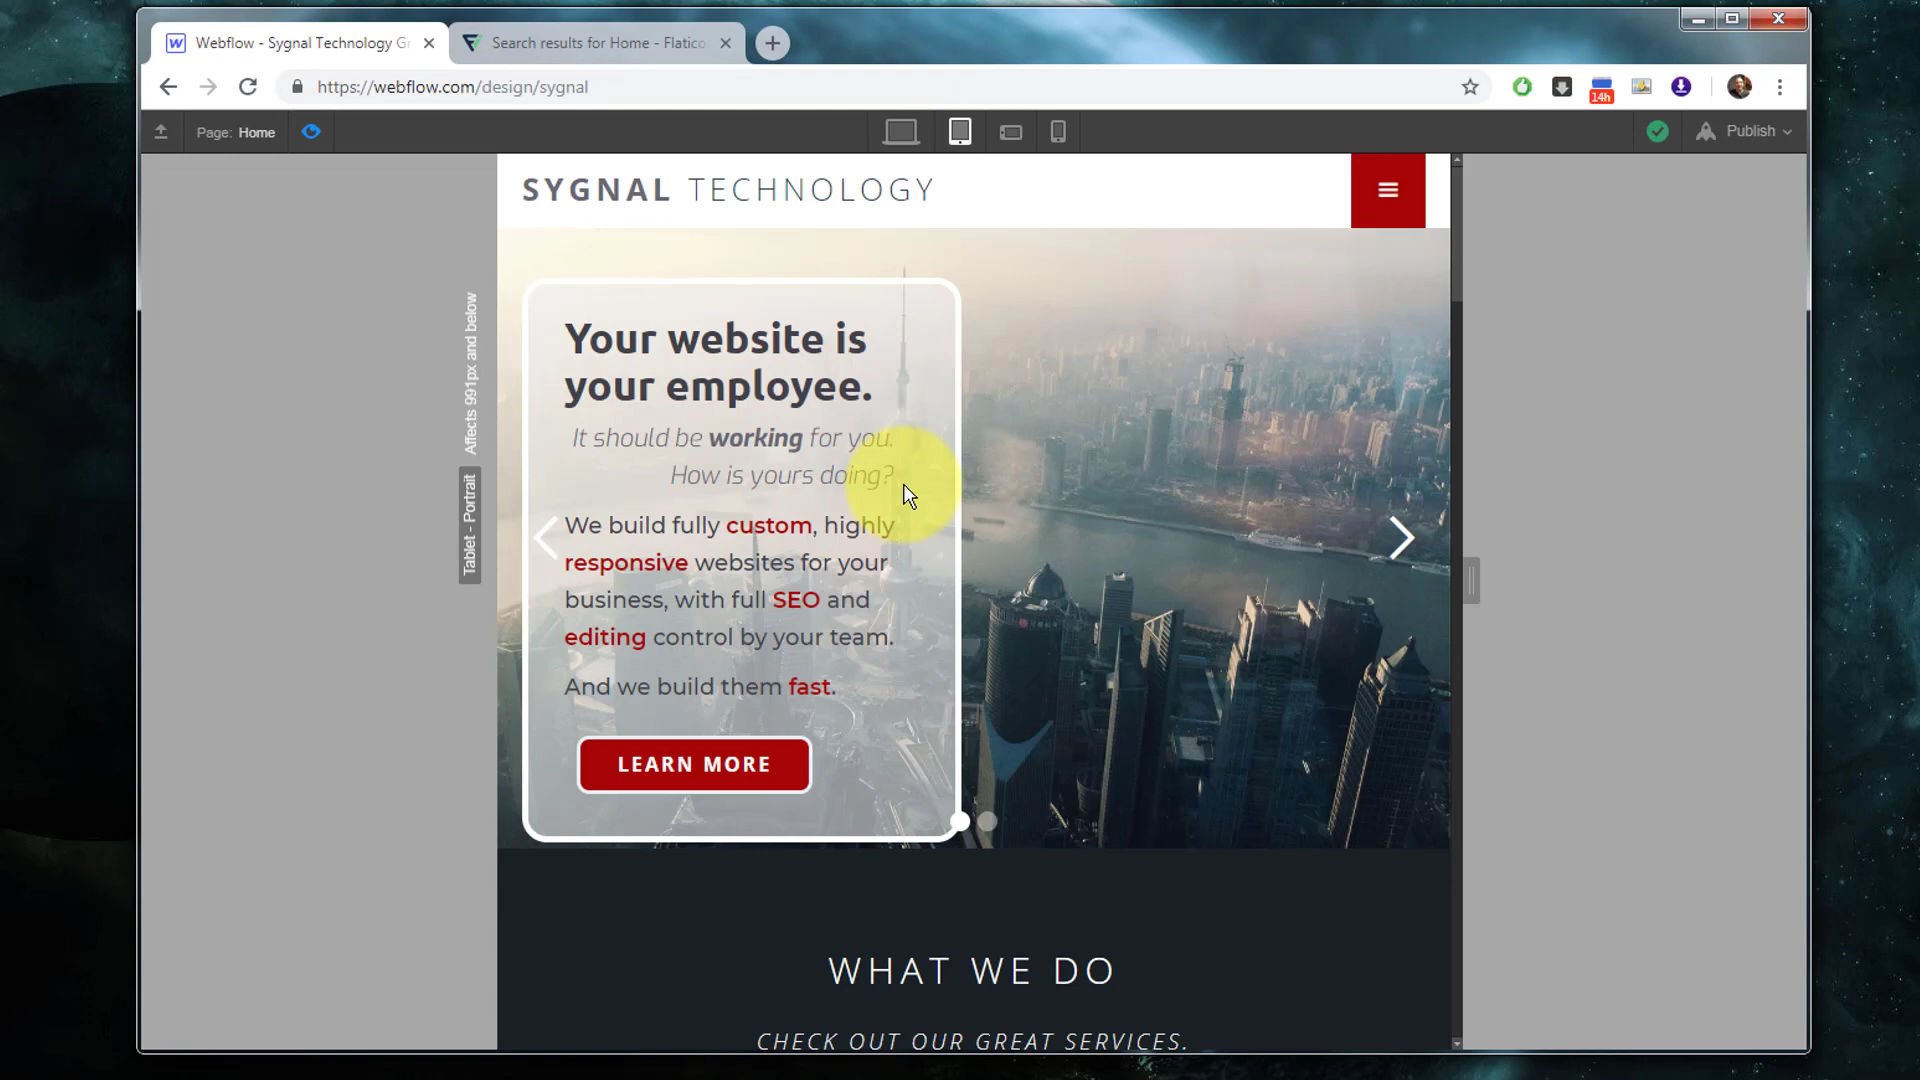 Webflow - Sygnal Technology Gr
Search results for Home - Flatico
https://webflow.com/design/sygnal
14h
Page: Home
Publish
SYGNAL TECHNOLOGY
Affects 991px and below
Tablet - Portrait
Your website is
your employee.
It should be working for you.
How is yours doing?
We build fully custom, highly
responsive websites for your
business, with full SEO and
editing control by your team.
And we build them fast.
LEARN MORE
WHAT WE DO
CHECK OUT OUR GREAT SERVICES.